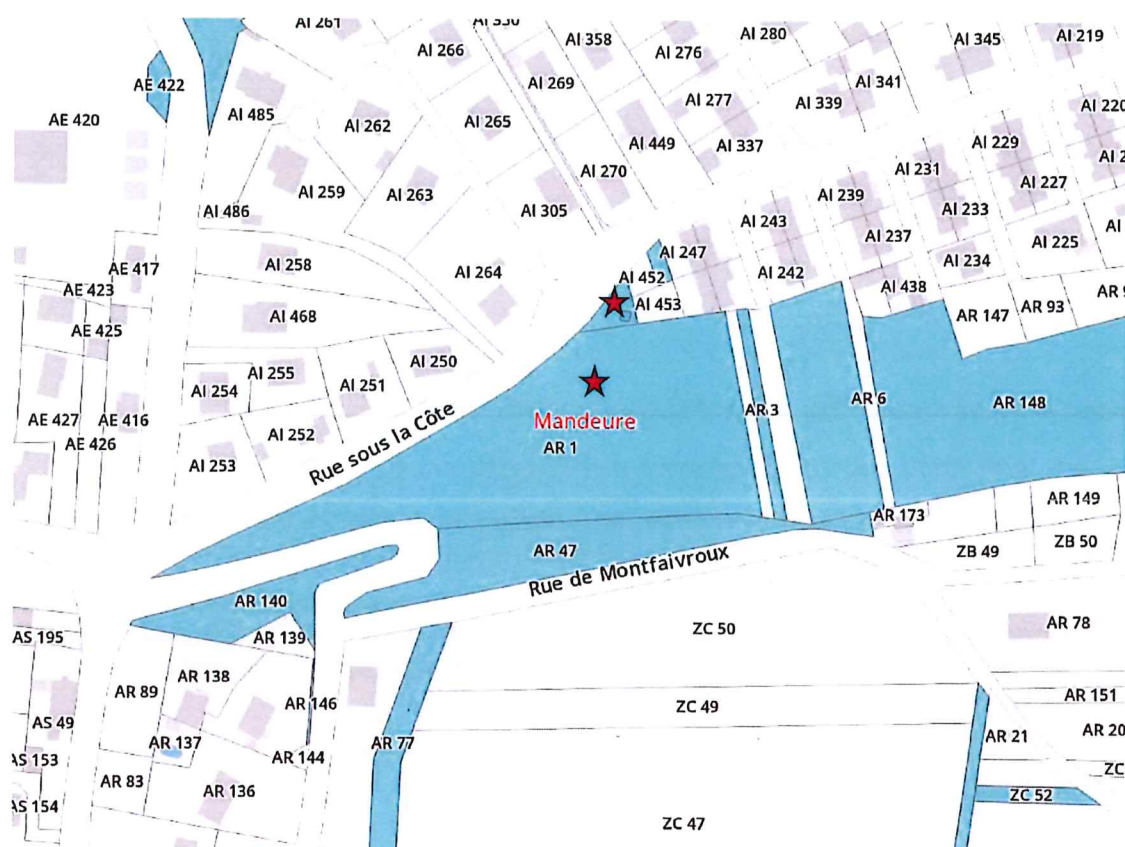 AI 261
AI 350
AI 266
AI 358
AI 276
AI 280
AI 345
AI 219
AE 422
AI 269
AI 341
AE 420
AI 485
AI 262
AI 265
AI 277
AI 339
AI 220
AI 449
AI 337
AI 229
AI 270
AI 231
AI 259
AI 263
AI 227
AI 486
AI 305
AI 239
AI 233
AI 243
AI 237
AI 225
AI 247
AE 417
AI 258
AI 264
AI 452
AI 242
AI 234
AE 423
AI 438
AI 453
AR 93
AR 147
AE 425
AI 468
AI 250
AI 255
AI 254
AI 251
AR 6
AR 148
AR 3
AE 427
AE 416
Mandeure
Rue sous la Côte
AI 252
AE 426
AR 1
AI 253
AR 149
AR 173
ZB 50
AR 47
ZB 49
Rue de Montfaivroux
AR 140
AR 78
ZC 50
AS 195
AR 139
AR 138
AR 89
AR 151
AR 146
ZC 49
AS 49
AR 20
AR 21
AR 137
AR 77
AS 153
AR 144
ZC
AR 83
AR 136
ZC 52
AS 154
ZC 47